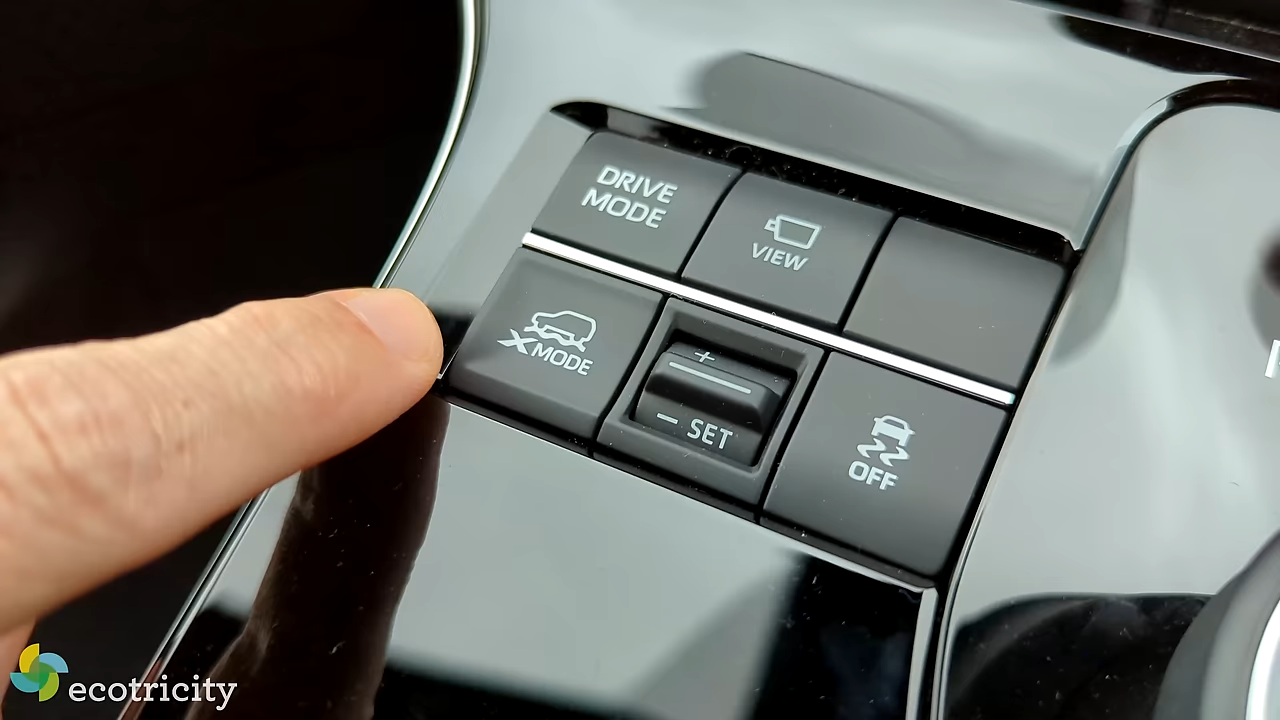 DRIVE
MODE
VIEW
X MODE
+
− SET
OFF
ecotricity